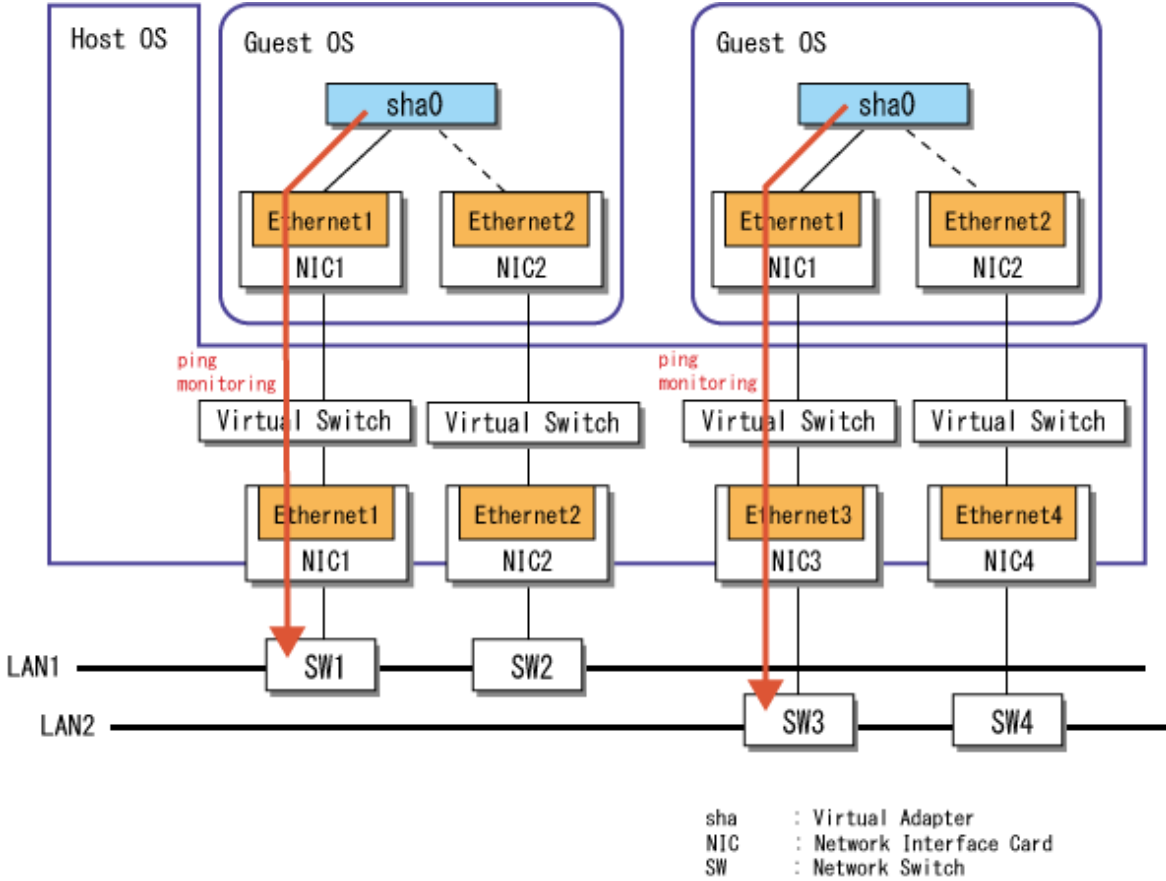 Host OS
Guest OS
Guest OS
sha0
sha0
Ethernet1
Ethernet2
Ethernet1
Ethernet2
NIC1
NIC2
NIC1
NIC2
ping
monitoring
ping
monitoring
Virtual Switch
Virtual Switch
Virtual Switch
Virtual Switch
Ethernet1
Ethernet2
Ethernet3
Ethernet4
NIC1
NIC2
NIC3
NIC4
LAN1
SW1
SW2
LAN2
SW3
SW4
sha : Virtual Adapter
NIC : Network Interface Card
SW : Network Switch